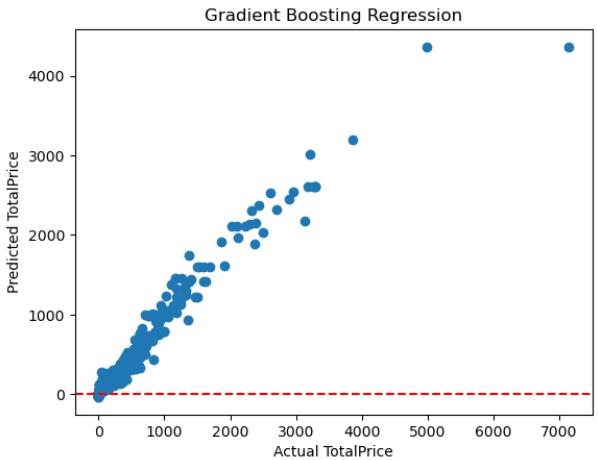 Gradient Boosting Regression
4000
3000
2000
1000
0
Predicted TotalPrice
0 1000 2000 3000 4000 5000 6000 7000
Actual TotalPrice